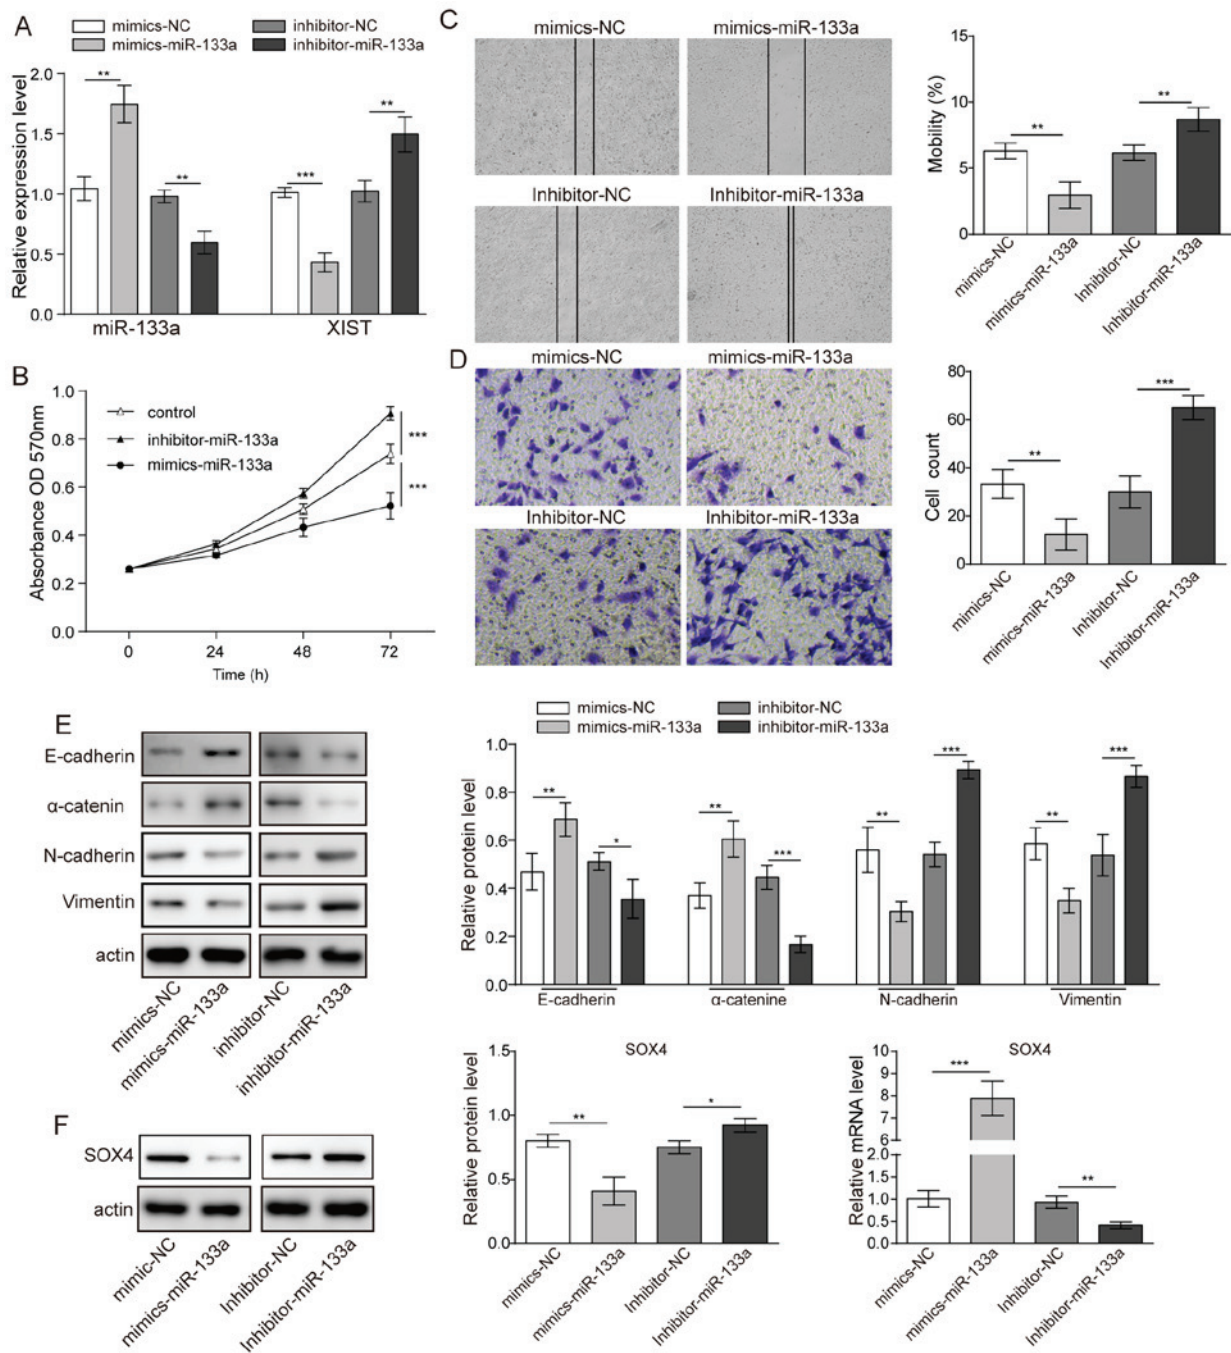 A
mimics-NC
inhibitor-NC
mimics-miR-133a
inhibitor-miR-133a
Relative expression level
2.0
1.5
1.0
0.5
0.0
**
**
***
**
miR-133a
XIST
B
Absorbance OD 570nm
1.0
0.8
0.6
0.4
0.2
0.0
control
inhibitor-miR-133a
mimics-miR-133a
***
***
0
24
48
72
Time (h)
C
mimics-NC
mimics-miR-133a
Inhibitor-NC
Inhibitor-miR-133a
Mobility (%)
15
10
5
0
**
**
mimics-NC
mimics-miR-133a
Inhibitor-NC
Inhibitor-miR-133a
D
mimics-NC
mimics-miR-133a
Inhibitor-NC
Inhibitor-miR-133a
Cell count
80
60
40
20
0
**
***
mimics-NC
mimics-miR-133a
Inhibitor-NC
Inhibitor-miR-133a
E
E-cadherin
α-catenin
N-cadherin
Vimentin
actin
mimics-NC
mimics-miR-133a
inhibitor-NC
inhibitor-miR-133a
mimics-NC
inhibitor-NC
mimics-miR-133a
inhibitor-miR-133a
Relative protein level
1.0
0.8
0.6
0.4
0.2
0.0
**
*
**
***
**
***
**
***
E-cadherin
α-catenine
N-cadherin
Vimentin
F
SOX4
actin
mimic-NC
mimics-miR-133a
Inhibitor-NC
Inhibitor-miR-133a
SOX4
Relative protein level
1.5
1.0
0.5
0.0
**
*
mimics-NC
mimics-miR-133a
Inhibitor-NC
Inhibitor-miR-133a
SOX4
Relative mRNA level
10
9
8
7
6
2.0
1.5
1.0
0.5
0.0
***
**
mimics-NC
mimics-miR-133a
Inhibitor-NC
Inhibitor-miR-133a